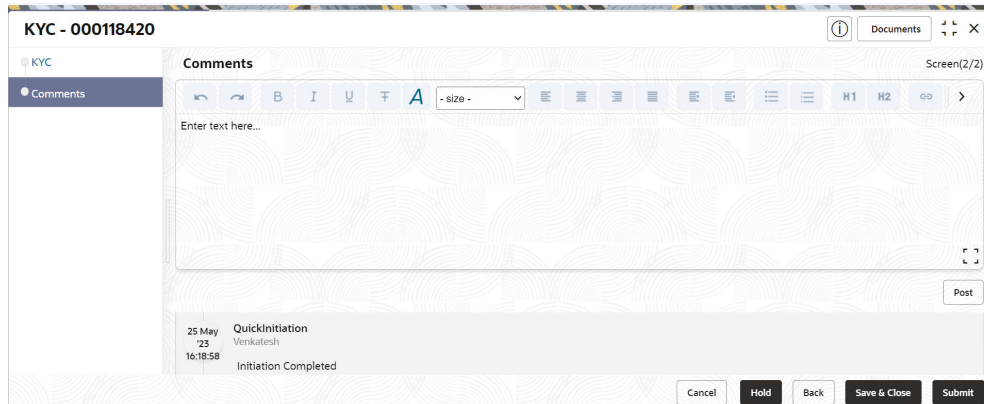 KYC - 000118420
Documents
KYC
Comments
Comments
Screen(2/2)
B I U T A - size - H1 H2
Enter text here...
Post
25 May '23 16:18:58
QuickInitiation
Venkatesh
Initiation Completed
Cancel Hold Back Save & Close Submit